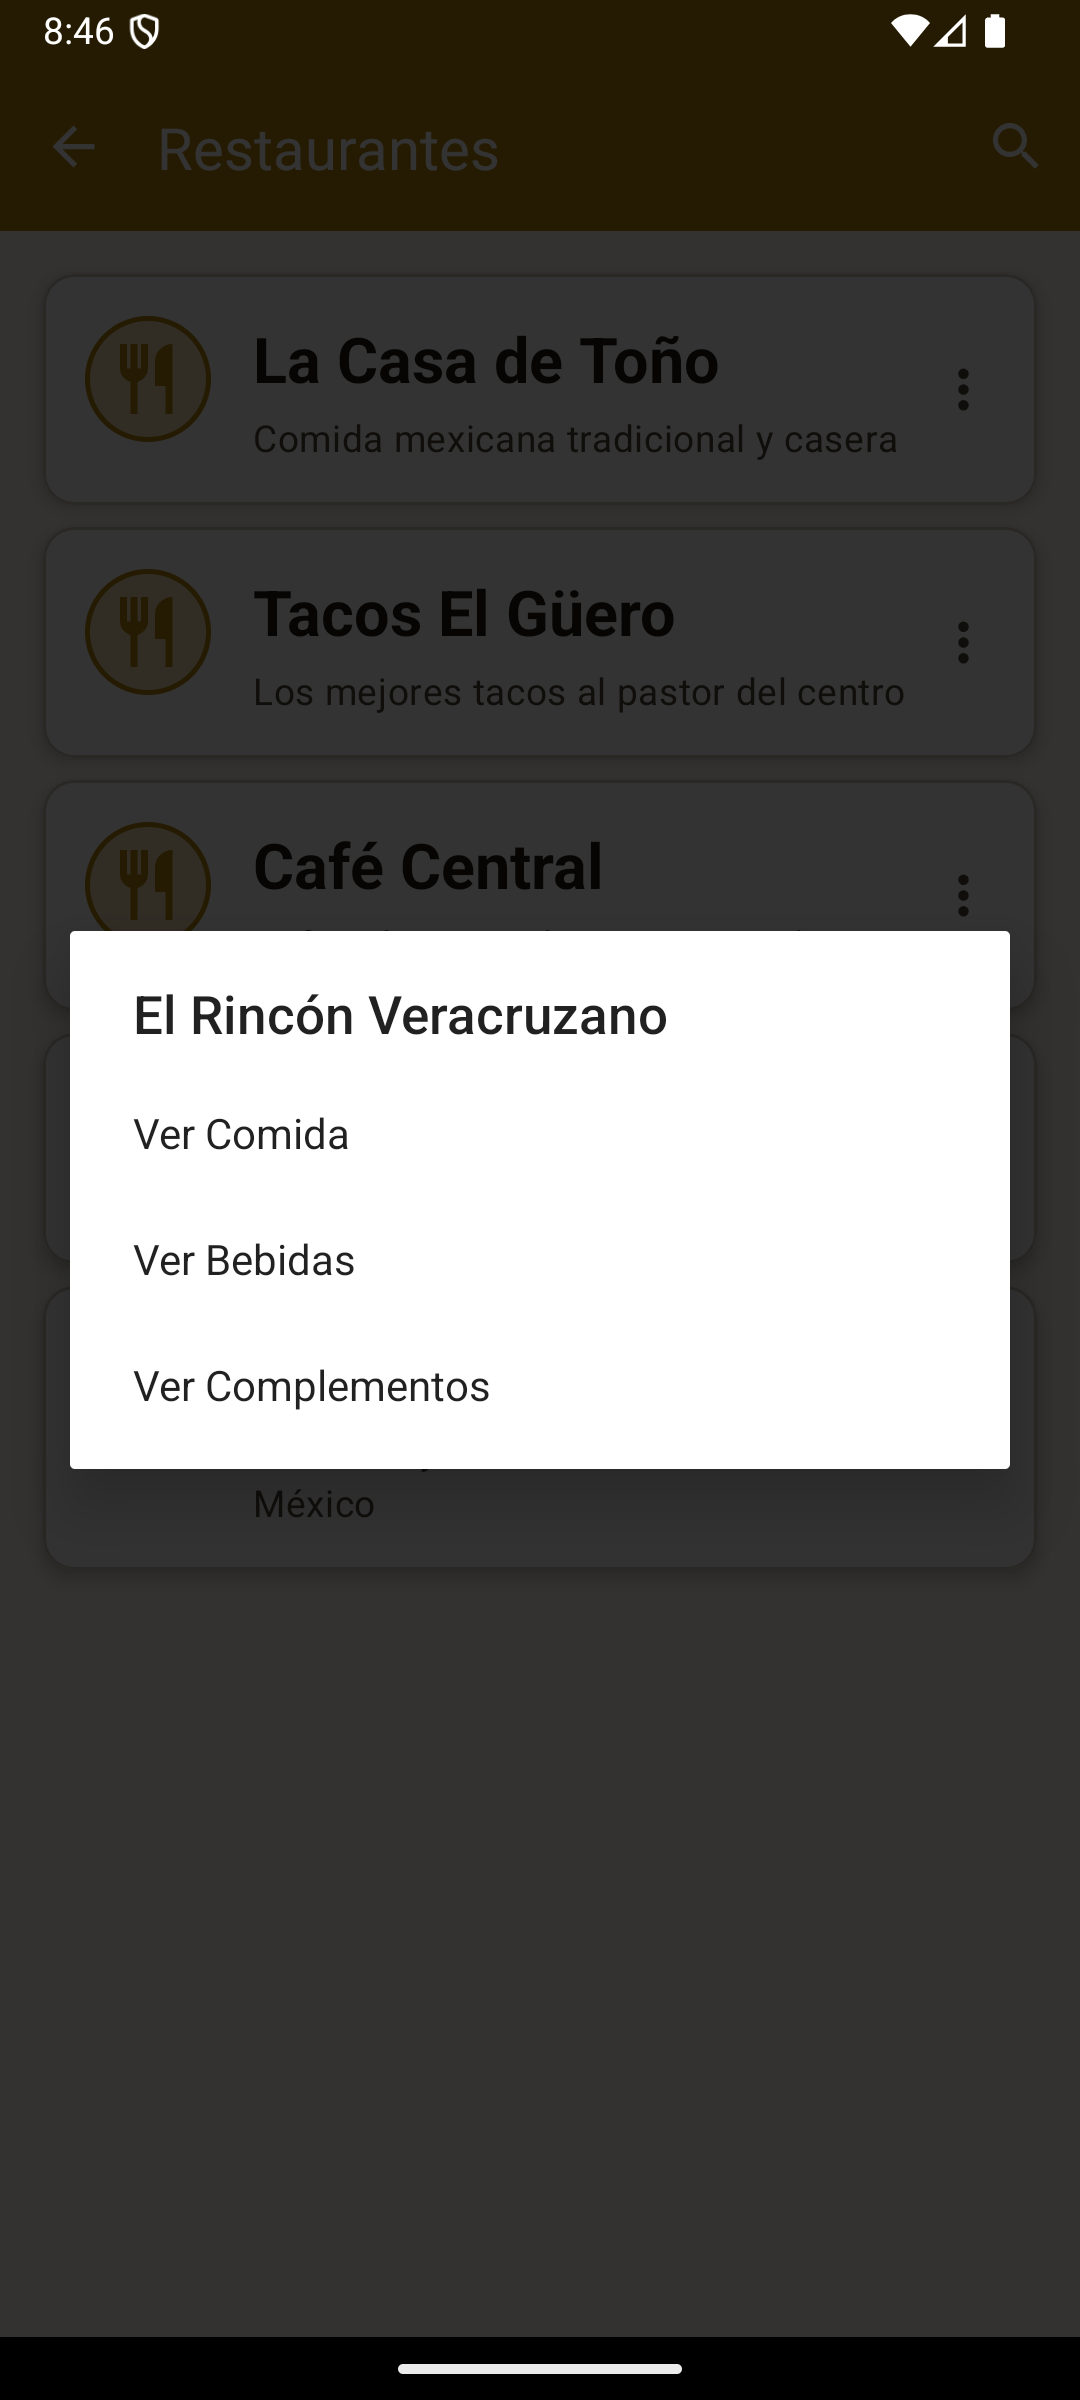 8:46
Restaurantes
La Casa de Toño
Comida mexicana tradicional y casera
Tacos El Güero
Los mejores tacos al pastor del centro
Café Central
El Rincón Veracruzano
Ver Comida
Ver Bebidas
Ver Complementos
México